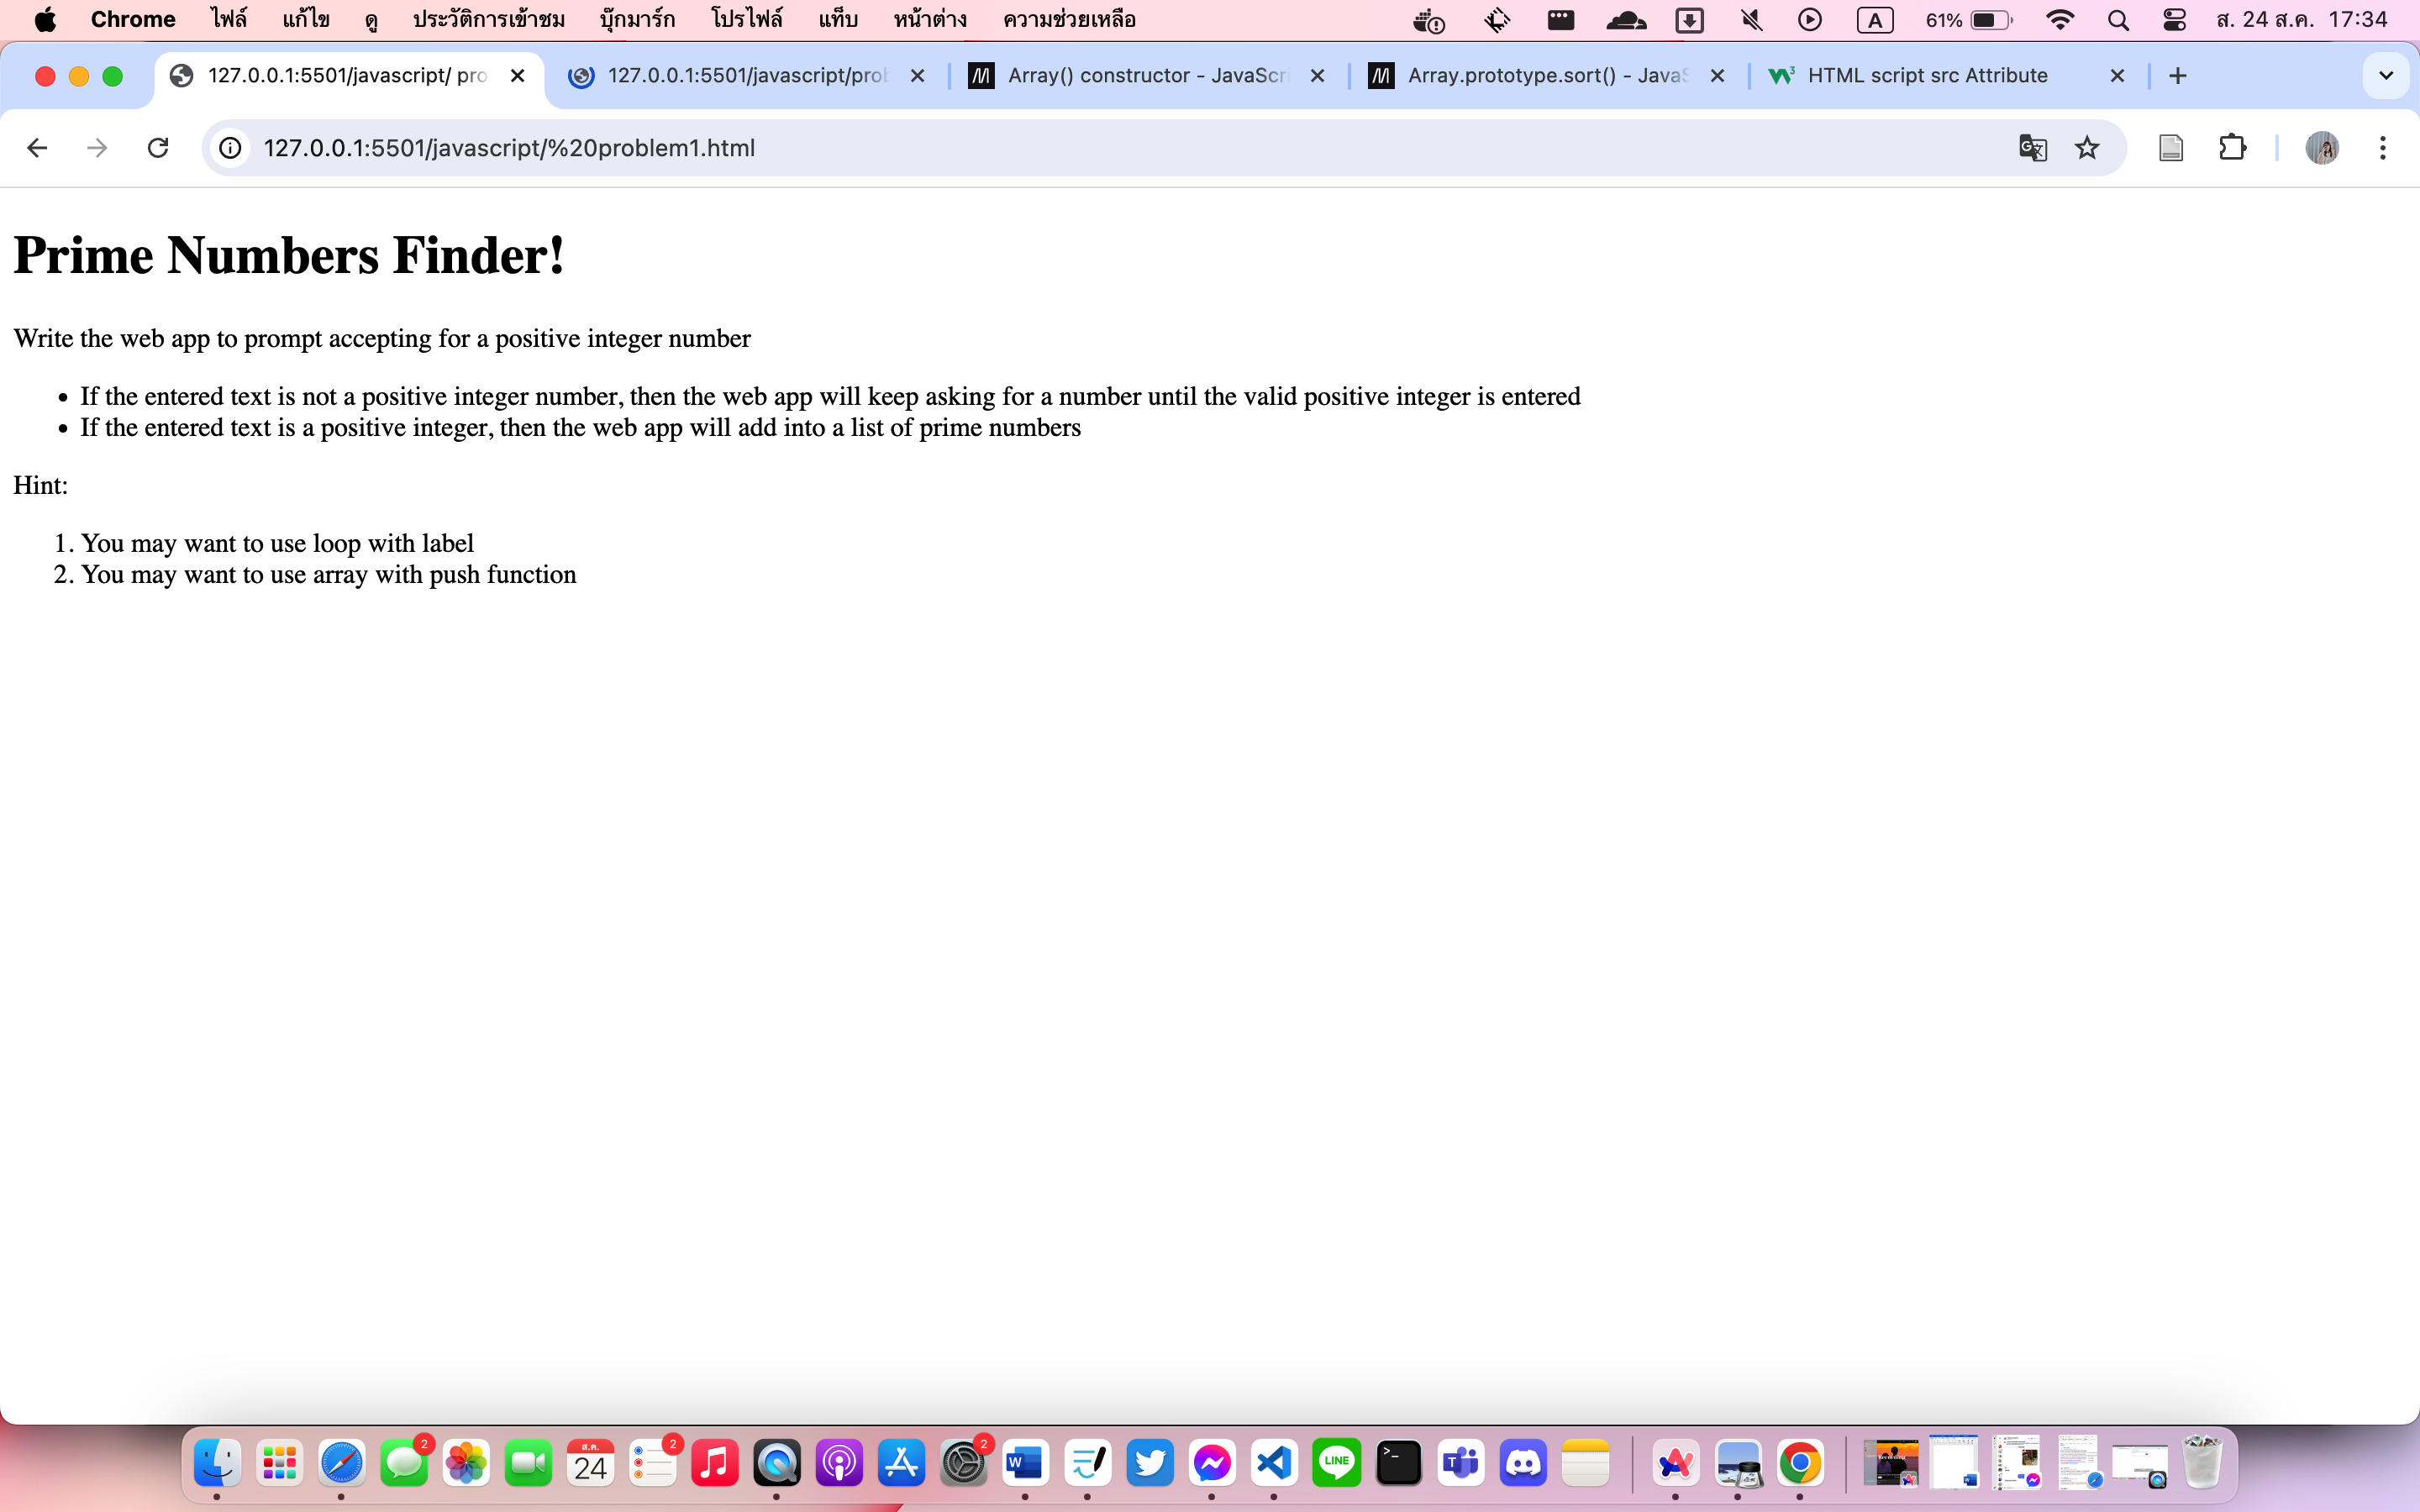 Chrome ไฟล์ แก้ไข ดู ประวัติการเข้าชม บุ๊กมาร์ก โปรไฟล์ แท็บ หน้าต่าง ความช่วยเหลือ A 61% ส. 24 ส.ค. 17:34
127.0.0.1:5501/javascript/ pro 127.0.0.1:5501/javascript/prob Array() constructor - JavaScri Array.prototype.sort() - JavaS HTML script src Attribute
127.0.0.1:5501/javascript/%20problem1.html
Prime Numbers Finder!
Write the web app to prompt accepting for a positive integer number
• If the entered text is not a positive integer number, then the web app will keep asking for a number until the valid positive integer is entered
• If the entered text is a positive integer, then the web app will add into a list of prime numbers
Hint:
1. You may want to use loop with label
2. You may want to use array with push function
2 ส.ค. 24 2 2 W LINE